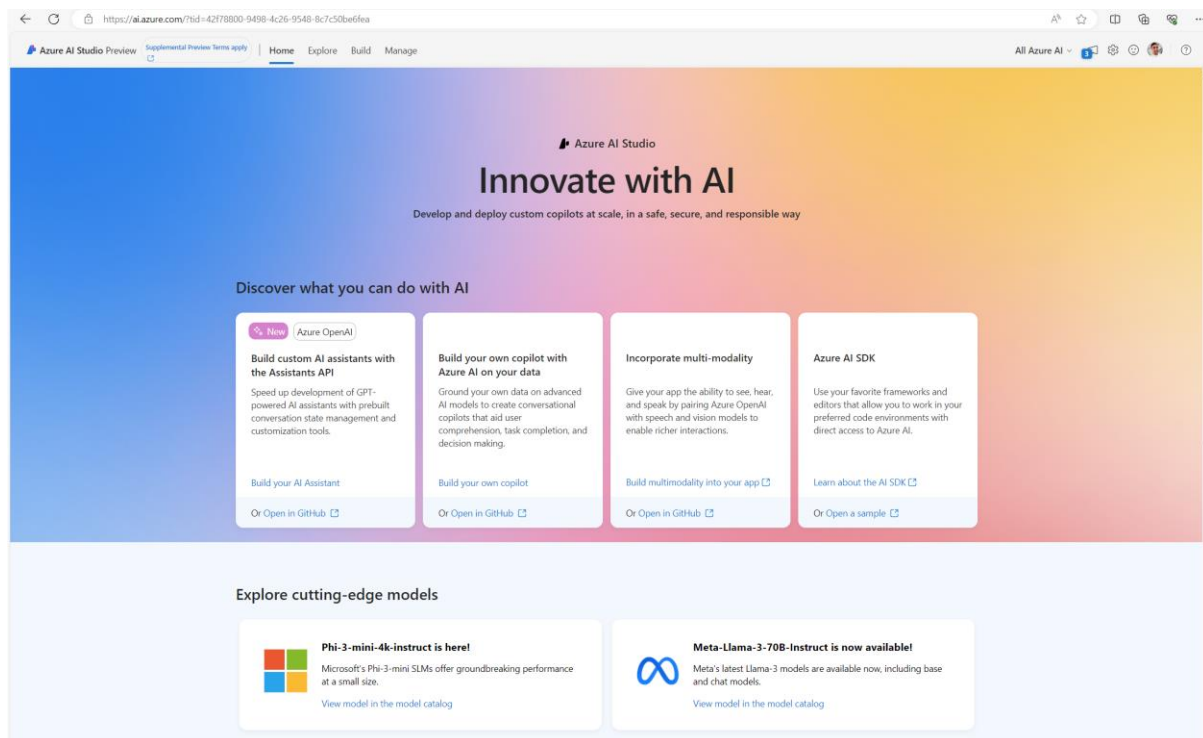 https://ai.azure.com/?tid=42f78800-9498-4c26-9548-8c7c50be6fea
Azure AI Studio Preview
Supplemental Preview Terms apply
Home Explore Build Manage
All Azure AI
3
Azure AI Studio
Innovate with AI
Develop and deploy custom copilots at scale, in a safe, secure, and responsible way
Discover what you can do with AI
New Azure OpenAI
Build custom AI assistants with
the Assistants API
Speed up development of GPT-
powered AI assistants with prebuilt
conversation state management and
customization tools.
Build your AI Assistant
Or Open in GitHub
Build your own copilot with
Azure AI on your data
Ground your own data on advanced
AI models to create conversational
copilots that aid user
comprehension, task completion, and
decision making.
Build your own copilot
Or Open in GitHub
Incorporate multi-modality
Give your app the ability to see, hear,
and speak by pairing Azure OpenAI
with speech and vision models to
enable richer interactions.
Build multimodality into your app
Or Open in GitHub
Azure AI SDK
Use your favorite frameworks and
editors that allow you to work in your
preferred code environments with
direct access to Azure AI.
Learn about the AI SDK
Or Open a sample
Explore cutting-edge models
Phi-3-mini-4k-instruct is here!
Microsoft's Phi-3-mini SLMs offer groundbreaking performance
at a small size.
View model in the model catalog
Meta-Llama-3-70B-Instruct is now available!
Meta's latest Llama-3 models are available now, including base
and chat models.
View model in the model catalog